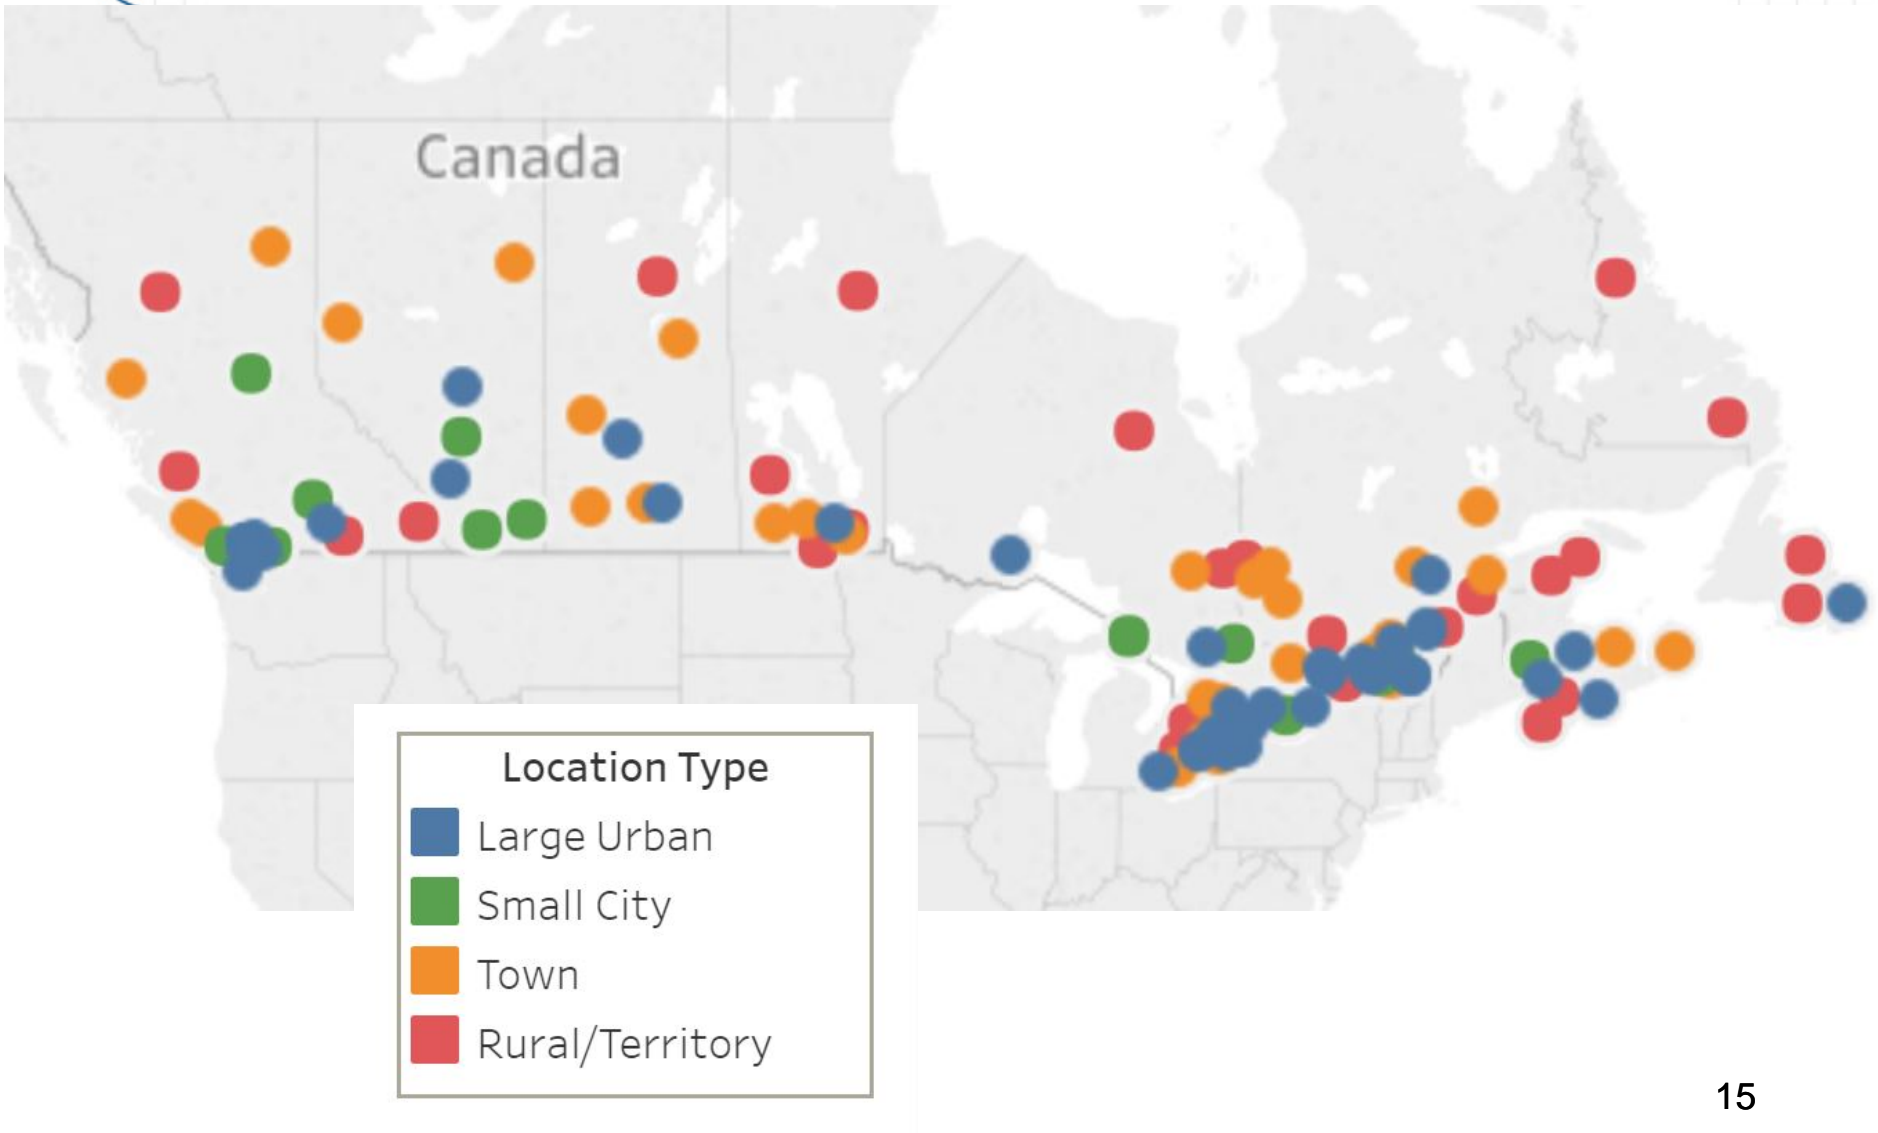 Canada
Location Type
Large Urban
Small City
Town
Rural/Territory
15